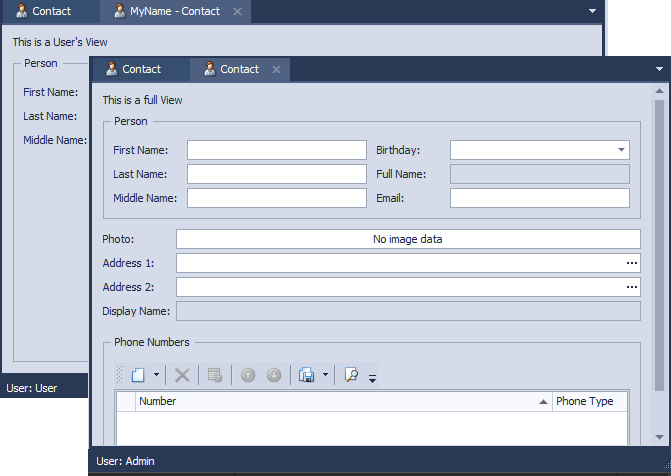 Contact
MyName - Contact
This is a User's View
Person
First Name:
Last Name:
Middle Name:
User: User
Contact
Contact
This is a full View
Person
First Name:
Birthday:
Last Name:
Full Name:
Middle Name:
Email:
Photo:
No image data
Address 1:
Address 2:
Display Name:
Phone Numbers
Number
Phone Type
User: Admin